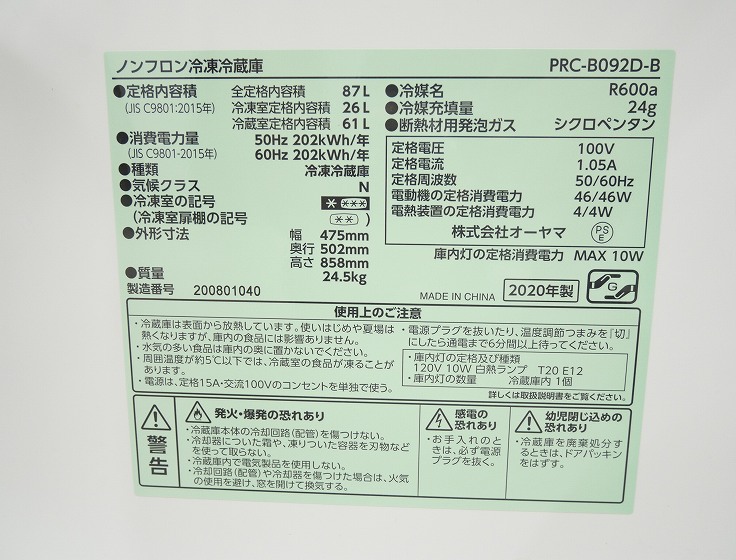 ノンフロン冷凍冷蔵庫 PRC-B092D-B
●定格内容積 全定格内容積 87L
(JIS C9801:2015年) 冷凍室定格内容積 26L
冷蔵室定格内容積 61L
●消費電力量 50Hz 202kWh/年
(JIS C9801-2015年) 60Hz 202kWh/年
●種類 冷凍冷蔵庫
●気候クラス N
●冷凍室の記号 * ***
(冷凍室扉棚の記号 ** )
●外形寸法 幅 475mm
奥行 502mm
高さ 858mm
●質量 24.5kg
製造番号 200801040
●冷媒名 R600a
●冷媒充填量 24g
●断熱材用発泡ガス シクロペンタン
定格電圧 100V
定格電流 1.05A
定格周波数 50/60Hz
電動機の定格消費電力 46/46W
電熱装置の定格消費電力 4/4W
株式会社オーヤマ PSE
庫内灯の定格消費電力 MAX 10W
MADE IN CHINA 2020年製 G
使用上のご注意
・冷蔵庫は表面から放熱しています。使いはじめや夏場は
熱くなりますが、庫内の食品には影響ありません。
・水気の多い食品は庫内の奥に置かないでください。
・周囲温度が約5℃以下では、冷蔵室の食品が凍ることが
あります。
・電源は、定格15A・交流100Vのコンセントを単独で使う。
・電源プラグを抜いたり、温度調節つまみを「切」
にしたら通電まで6分間以上待ってください。
・庫内灯の定格及び種類
120V 10W 白熱ランプ T20 E12
・庫内灯の数量 冷蔵庫内 1個
詳しくは取扱説明書をご覧ください。
警告
発火・爆発の恐れあり
・冷蔵庫本体の冷却回路(配管)を傷つけない。
・冷却器についた霜や、凍りついた容器を刃物など
を使って取らない。
・冷蔵庫内で電気製品を使用しない。
・冷却回路(配管)や冷却器を傷つけた場合は、火気
の使用を避け、窓を開けて換気する。
感電の
恐れあり
・お手入れのと
きは、必ず電源
プラグを抜く。
幼児閉じ込めの
恐れあり
・冷蔵庫を廃棄処分す
るときは、ドアパッキン
をはずす。